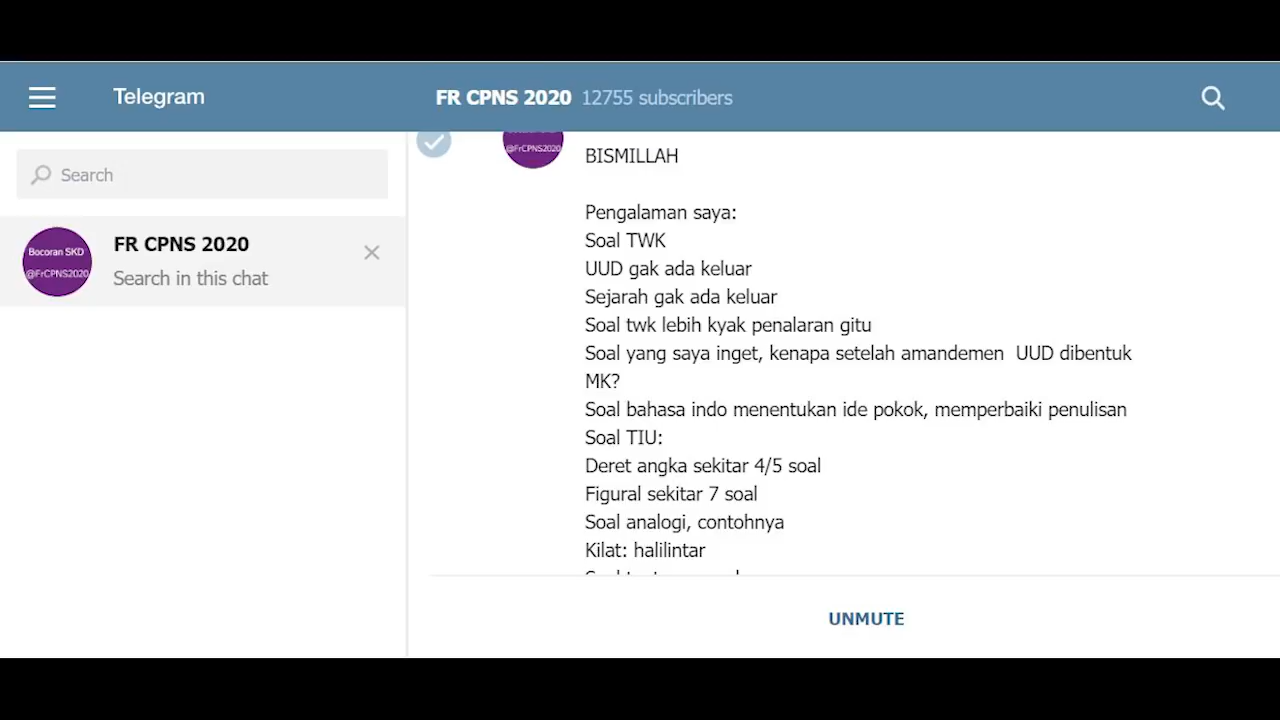 Telegram
FR CPNS 2020 12755 subscribers
Search
Bocoran SKD
@FrCPNS2020
FR CPNS 2020
Search in this chat
@FrCPNS2020
BISMILLAH
Pengalaman saya:
Soal TWK
UUD gak ada keluar
Sejarah gak ada keluar
Soal twk lebih kyak penalaran gitu
Soal yang saya inget, kenapa setelah amandemen UUD dibentuk
MK?
Soal bahasa indo menentukan ide pokok, memperbaiki penulisan
Soal TIU:
Deret angka sekitar 4/5 soal
Figural sekitar 7 soal
Soal analogi, contohnya
Kilat: halilintar
UNMUTE